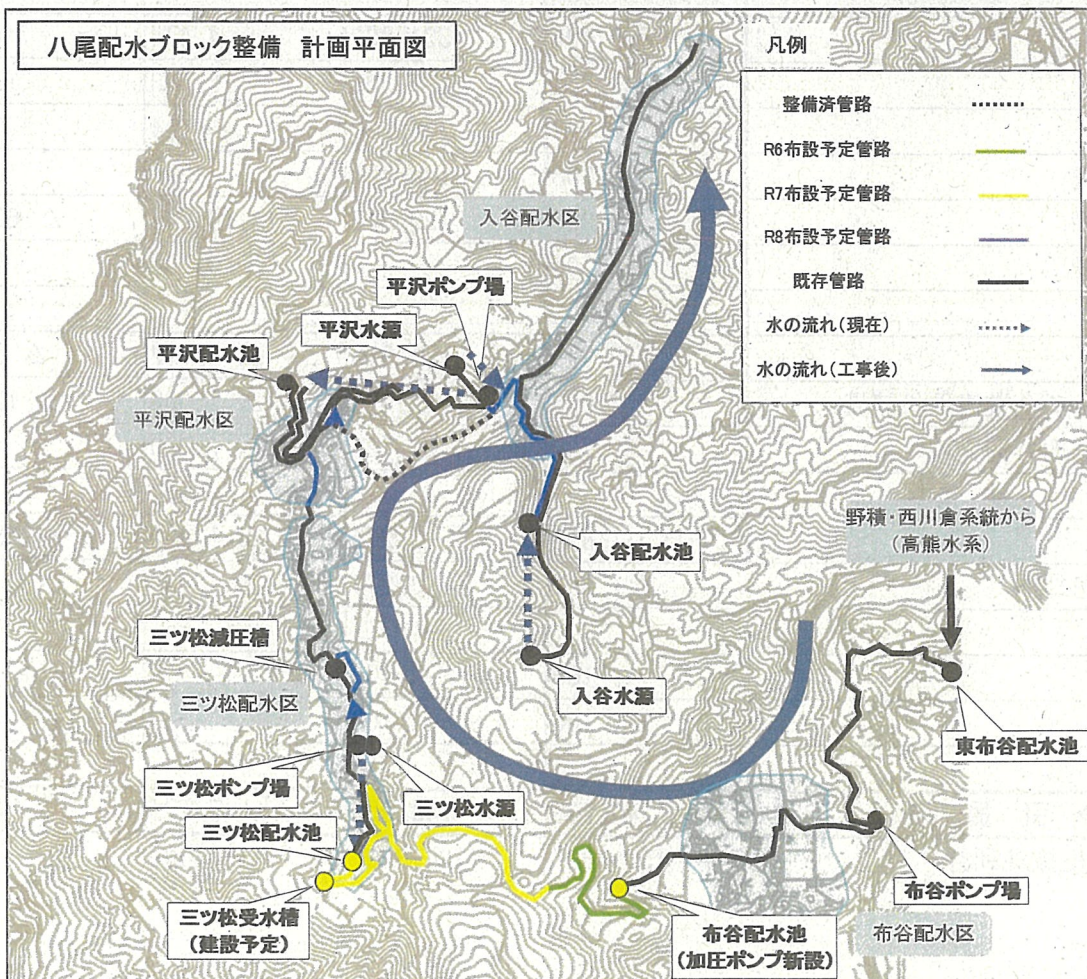 八尾配水ブロック整備 計画平面図
凡例
整備済管路
R6布設予定管路
R7布設予定管路
R8布設予定管路
既存管路
水の流れ(現在)
水の流れ(工事後)
入谷配水区
平沢ポンプ場
平沢水源
平沢配水池
平沢配水区
野積・西川倉系統から
(高熊水系)
入谷配水池
三ツ松減圧槽
入谷水源
三ツ松配水区
東布谷配水池
三ツ松ポンプ場
三ツ松水源
三ツ松配水池
布谷ポンプ場
三ツ松受水槽
(建設予定)
布谷配水池
(加圧ポンプ新設)
布谷配水区